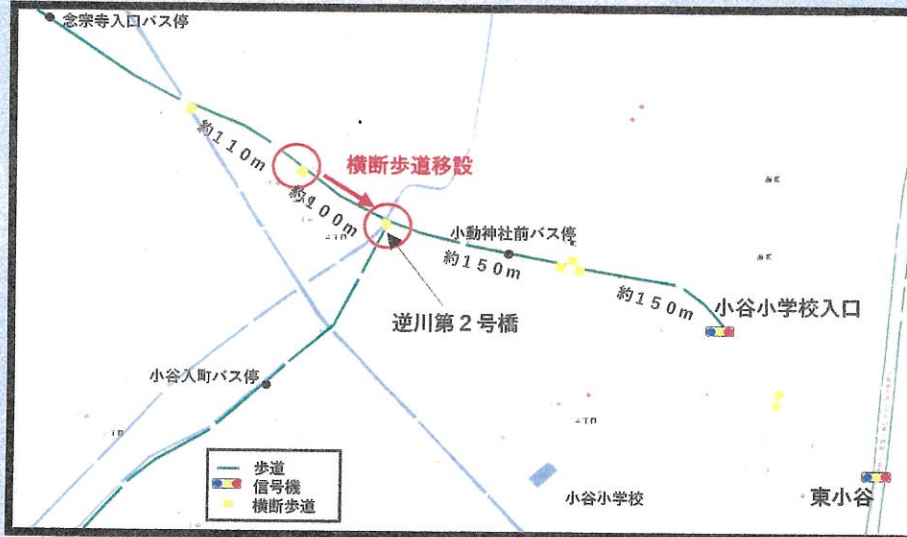 念宗寺入口バス停
約110m
横断歩道移設
約100m
小動神社前バス停
約150m
約150m
小谷小学校入口
逆川第2号橋
小谷入町バス停
小谷小学校
東小谷
歩道
信号機
横断歩道